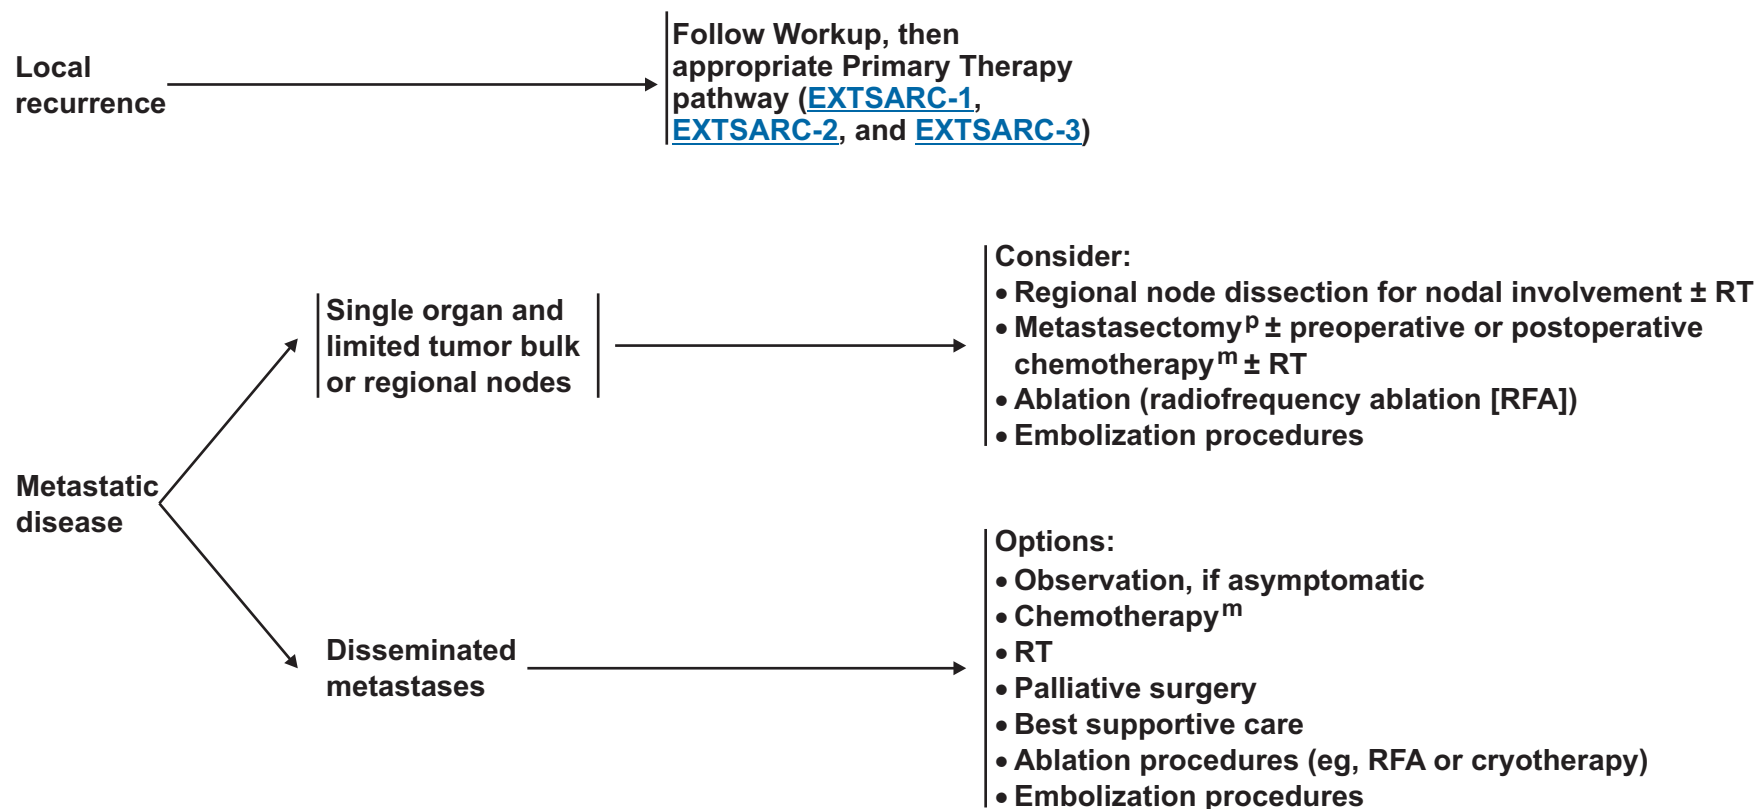 Local
recurrence
Follow Workup, then
appropriate Primary Therapy
pathway (EXTSARC-1,
EXTSARC-2, and EXTSARC-3)
Metastatic
disease
Single organ and
limited tumor bulk
or regional nodes
Consider:
• Regional node dissection for nodal involvement ± RT
• Metastasectomy p ± preoperative or postoperative
chemotherapy m ± RT
• Ablation (radiofrequency ablation [RFA])
• Embolization procedures
Disseminated
metastases
Options:
• Observation, if asymptomatic
• Chemotherapy m
• RT
• Palliative surgery
• Best supportive care
• Ablation procedures (eg, RFA or cryotherapy)
• Embolization procedures